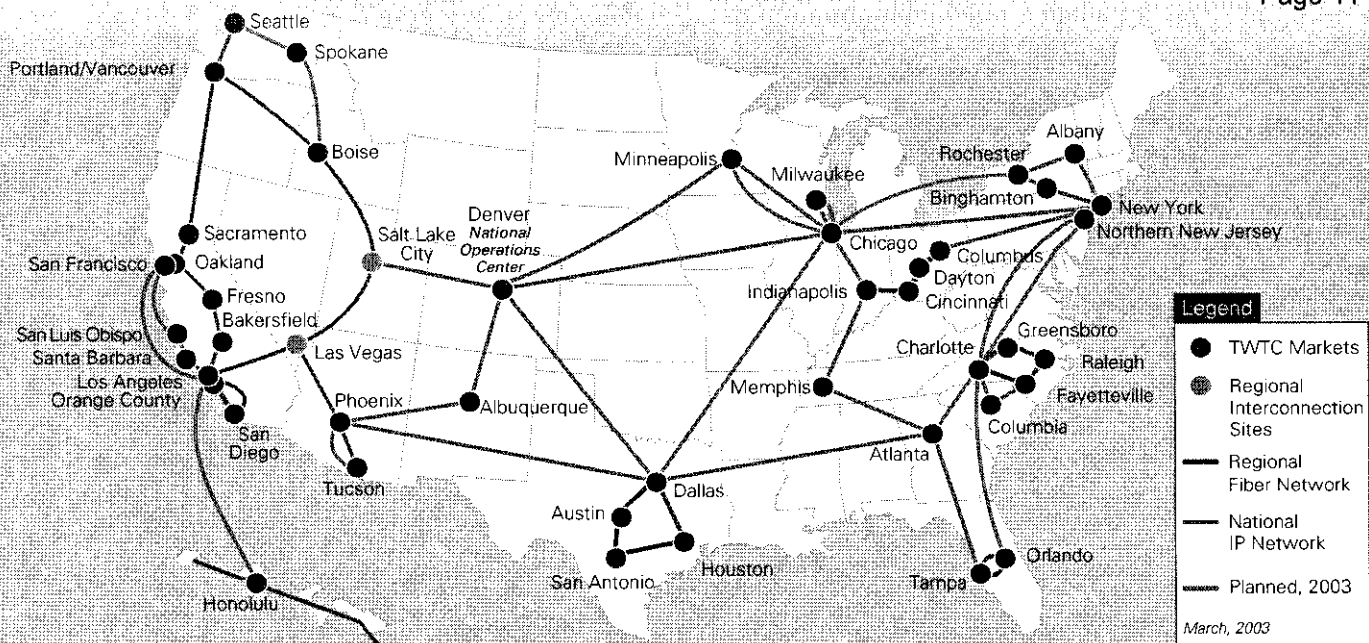 Page 11
Seattle
Spokane
Portland/Vancouver
Boise
Minneapolis
Milwaukee
Albany
Rochester
Binghamton
New York
Northern New Jersey
Denver
National
Operations
Center
Salt Lake
City
Sacramento
San Francisco
Oakland
Fresno
Bakersfield
San Luis Obispo
Santa Barbara
Los Angeles
Orange County
Las Vegas
San
Diego
Phoenix
Tucson
Albuquerque
Chicago
Columbus
Dayton
Cincinnati
Indianapolis
Memphis
Charlotte
Greensboro
Raleigh
Fayetteville
Columbia
Atlanta
Dallas
Austin
San Antonio
Houston
Tampa
Orlando
Honolulu
Legend
TWTC Markets
Regional
Interconnection
Sites
Regional
Fiber Network
National
IP Network
Planned, 2003
March, 2003